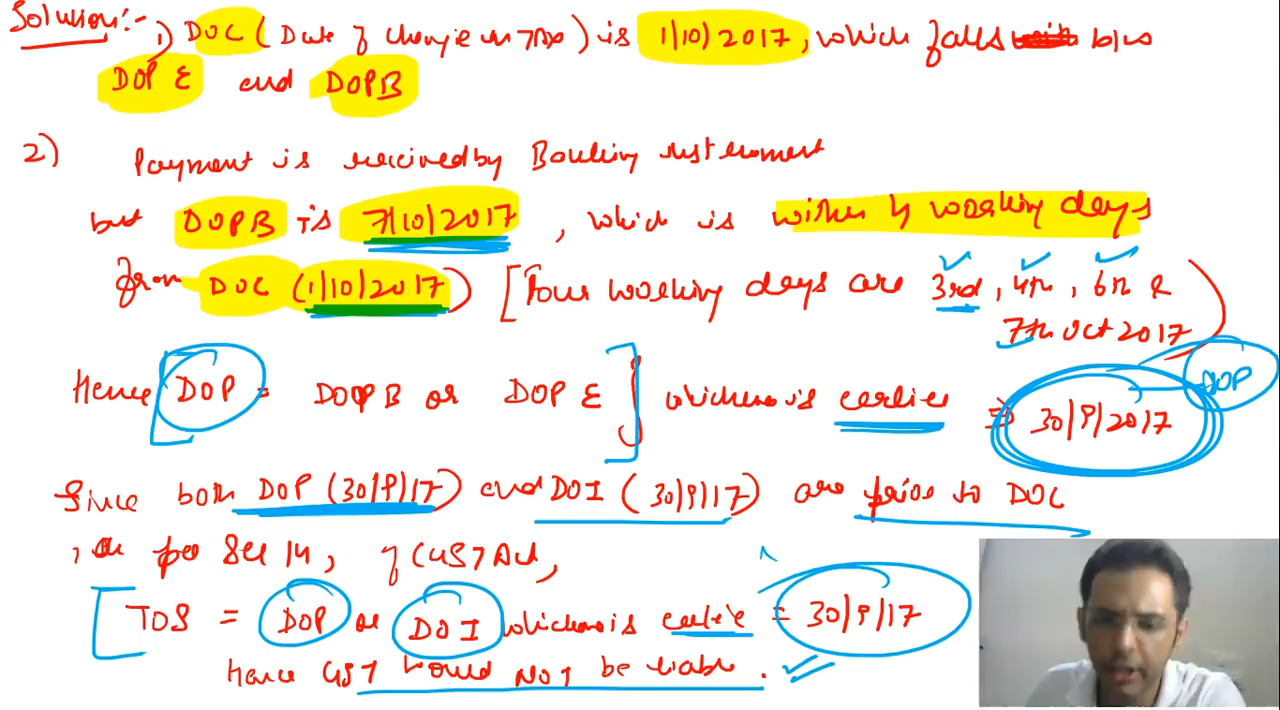 Solution:- 1) DOC (Date of change in Tax) is 1/10/2017, which falls b/w
DOPE and DOPB
2) Payment is received by Banking instrument
but DOPB is 7/10/2017, which is within 4 working days
from DOC (1/10/2017) [Four working days are 3rd, 4th, 6th &
7th Oct 2017)
Hence DOP = DOPB or DOPE] whichever is earlier ⇒ 30/9/2017 DOP
Since both DOP (30/9/17) and DOI (30/9/17) are prior to DOC
, as per Sec 14, of CGST Act,
TOS = DOP or DOI whichever is earlier = 30/9/17
Hence GST would NOT be liable.